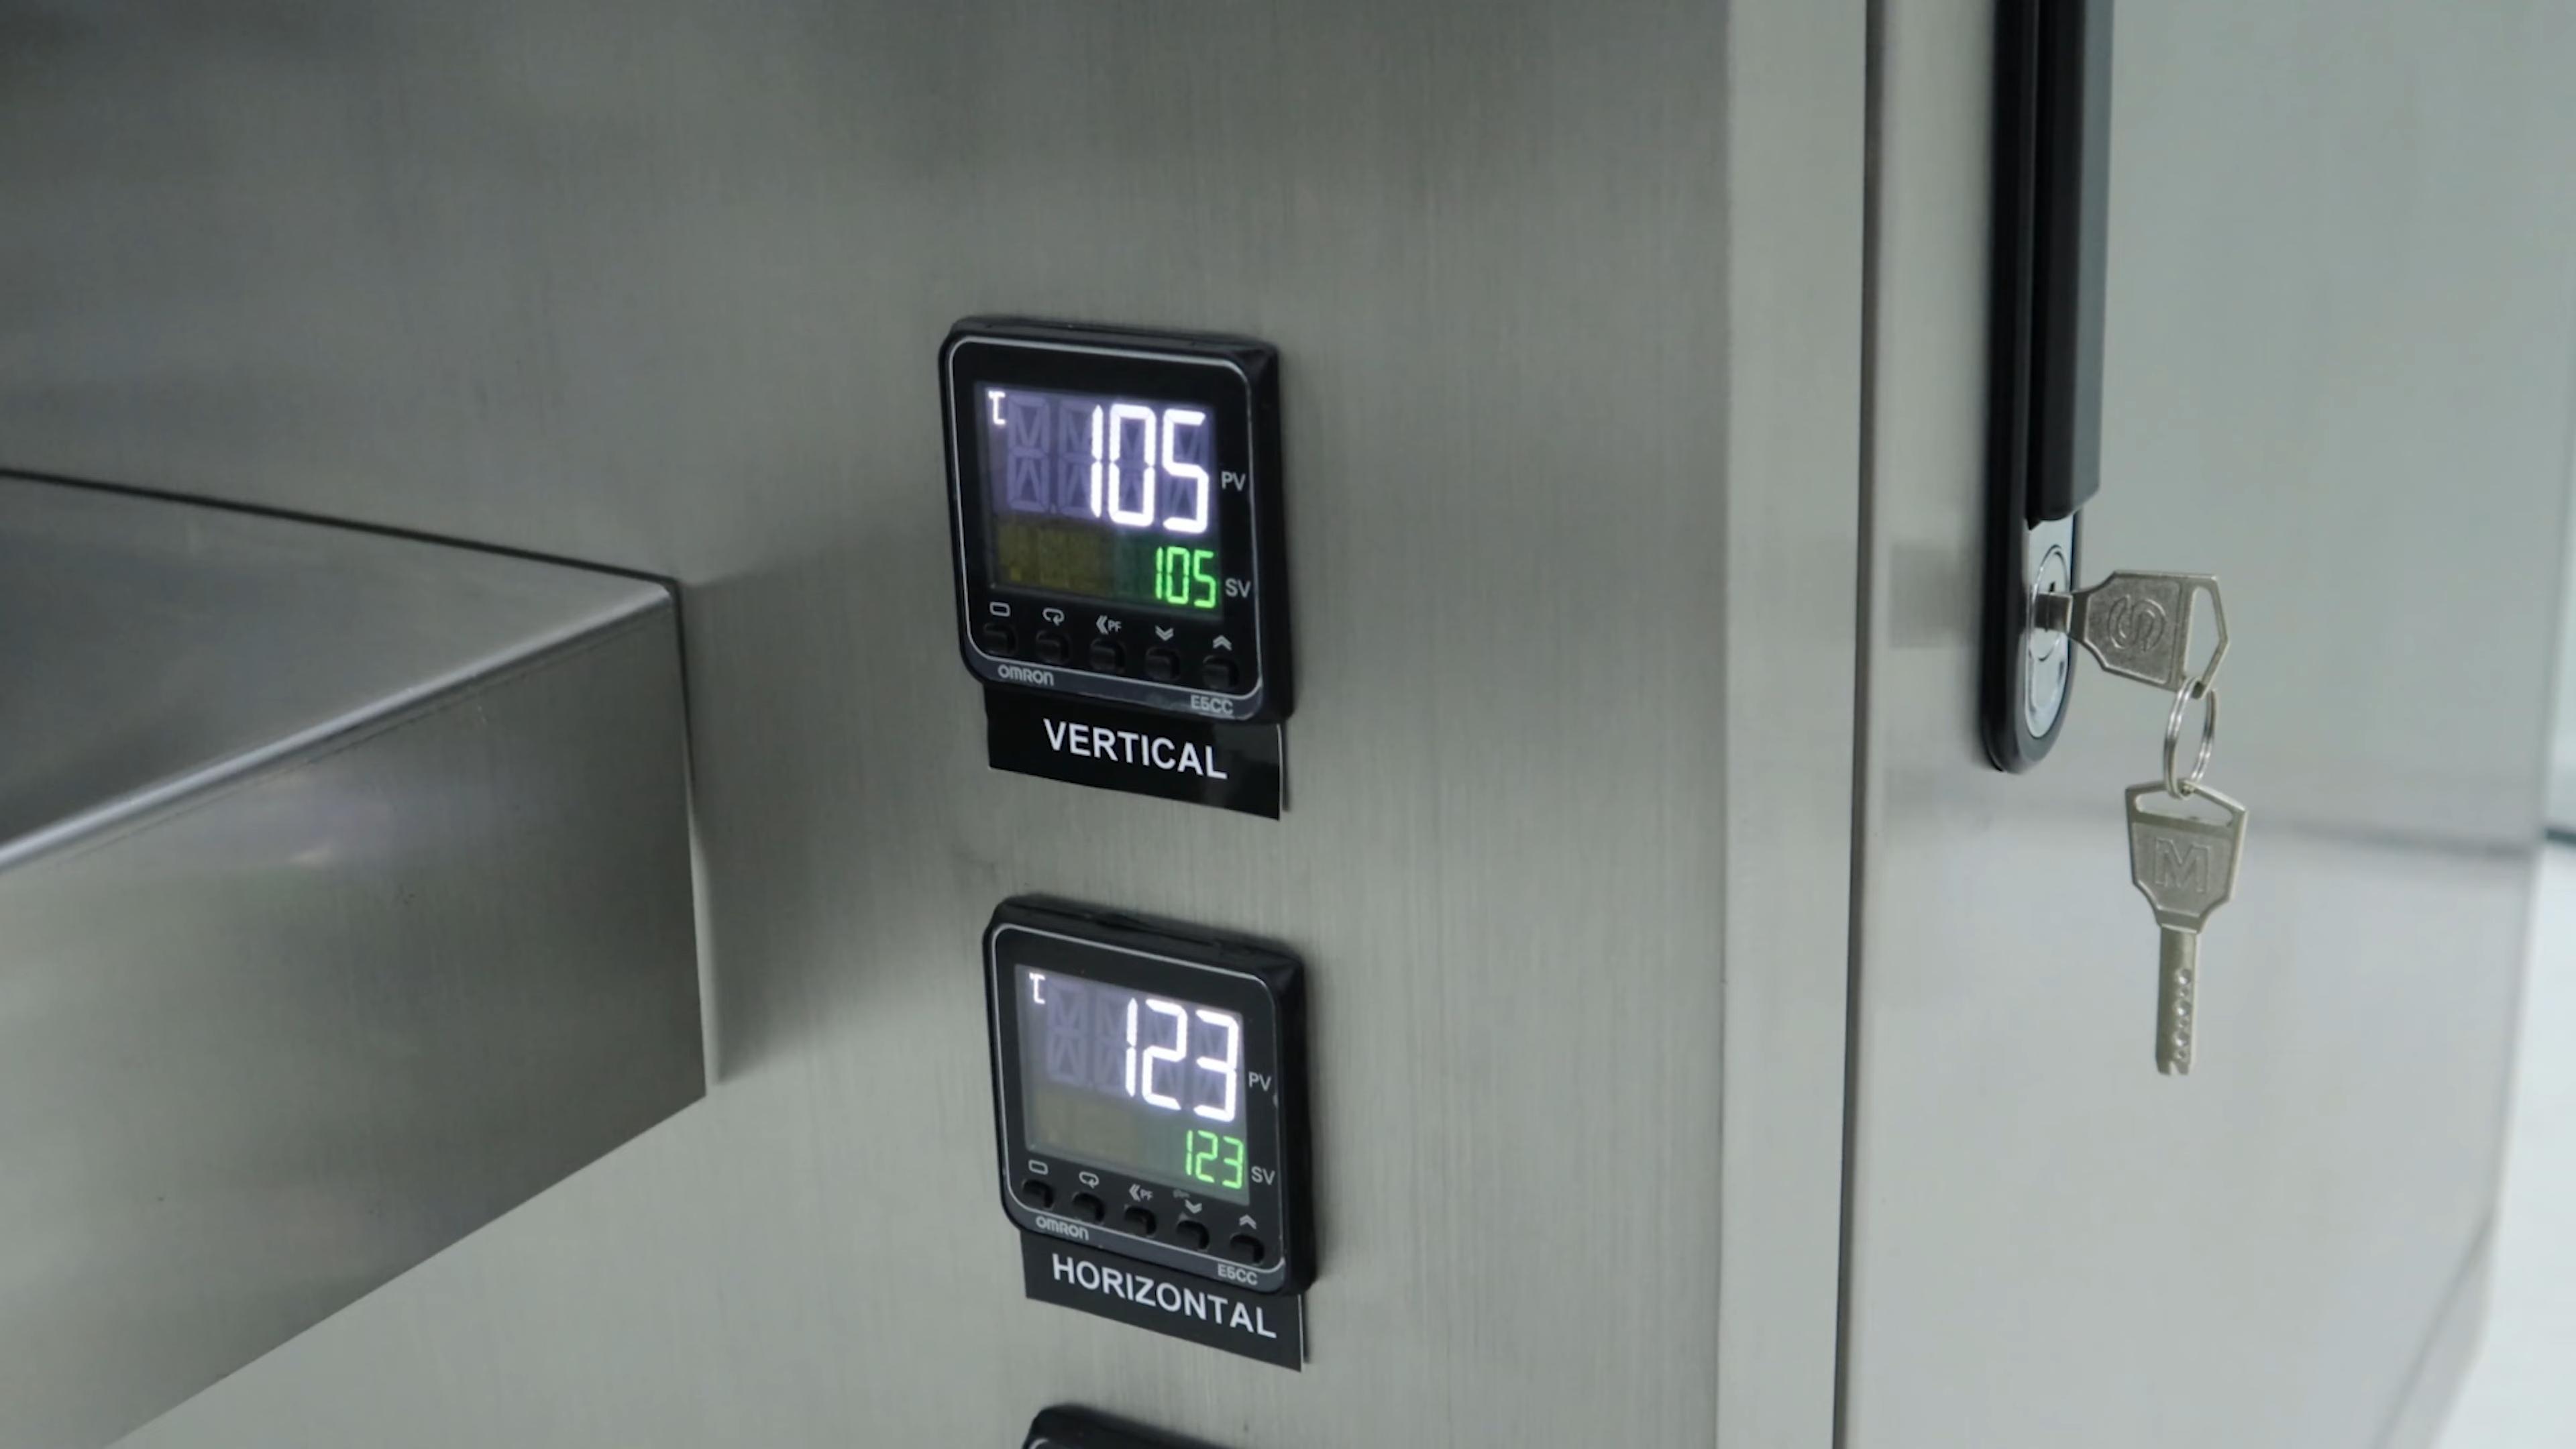 ℃
105
PV
105
SV
PF
OMRON
E5CC
VERTICAL
℃
123
PV
123
SV
PF
OMRON
E5CC
HORIZONTAL
S
M